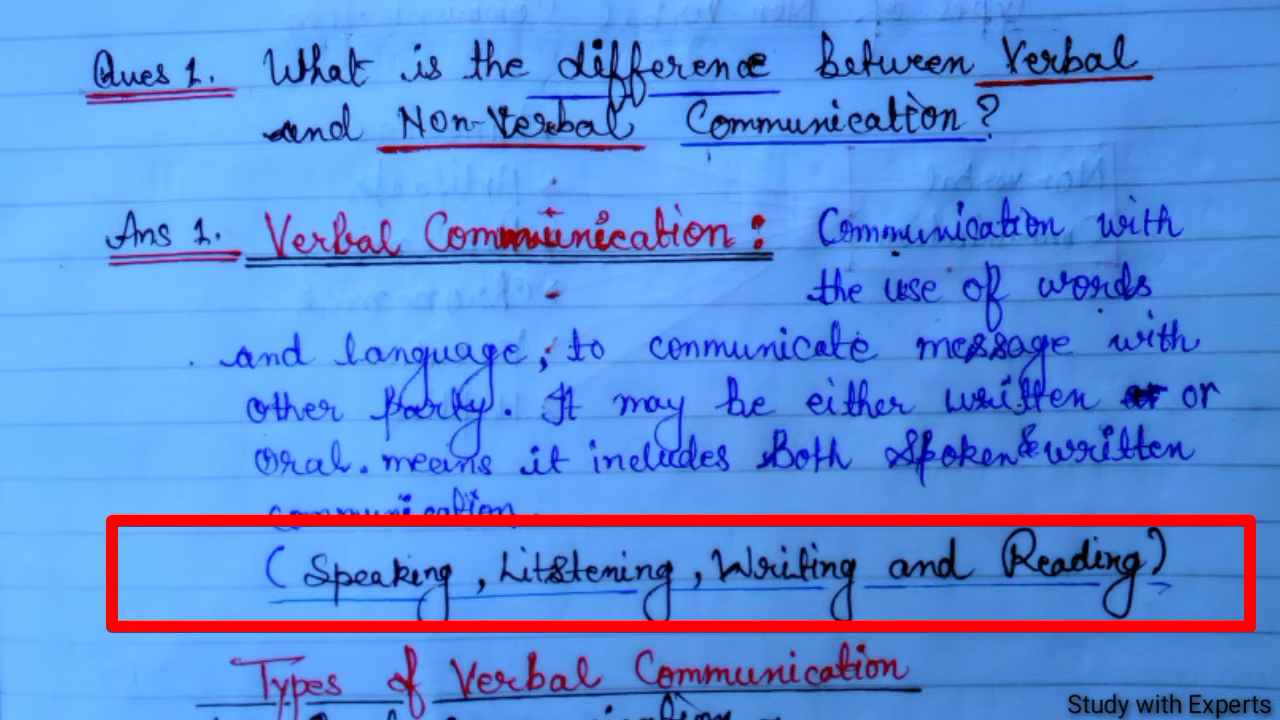 Ques 1. What is the difference between Verbal
and Non-Verbal Communication?
Ans 1. Verbal Communication: Communication with
the use of words
and language, to communicate message with
other party. It may be either written or
oral. means it includes Both Spoken & written
communication.
(Speaking, Litstening, Writing and Reading)
Types of Verbal Communication
Study with Experts